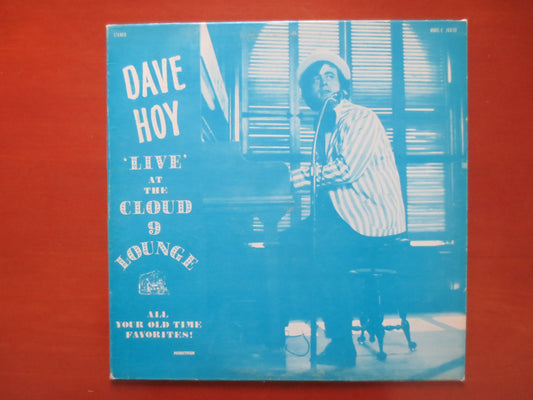 STEREO
DAVE
HOY
'LIVE'
AT
THE
CLOUD
9
LOUNGE
ALL
YOUR OLD TIME
FAVORITES!